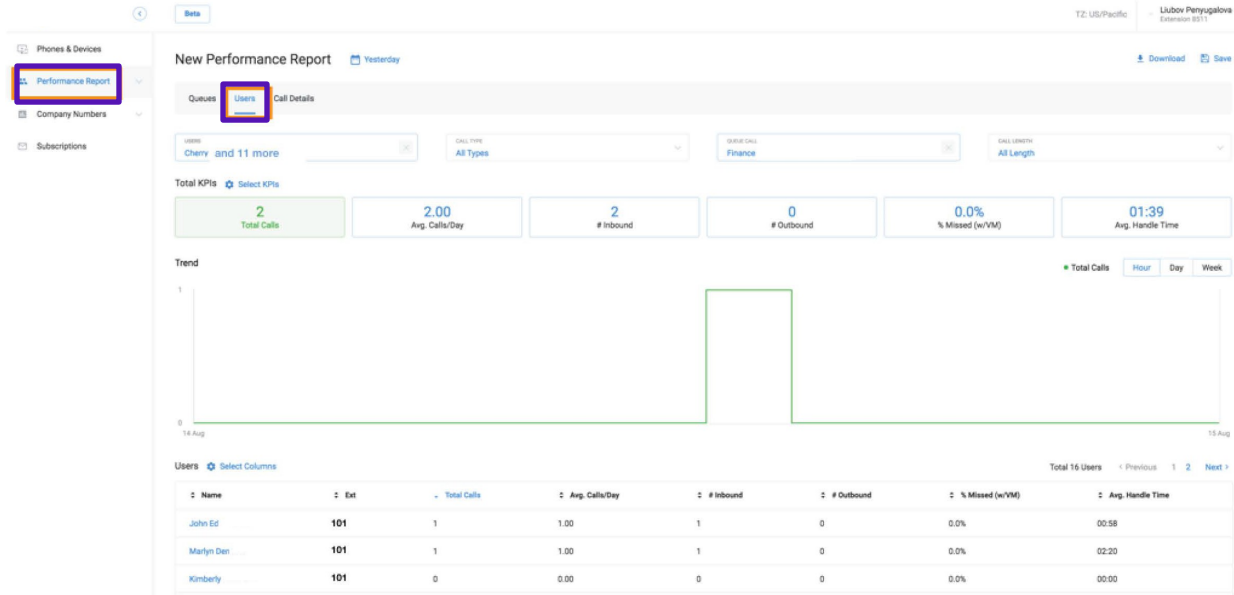 Beta
TZ: US/Pacific
Liubov Penyugalova
Extension 8511
Phones & Devices
Performance Report
Company Numbers
Subscriptions
New Performance Report
Yesterday
Download
Save
Queues
Users
Call Details
USERS
Cherry and 11 more
CALL TYPE
All Types
QUEUE CALL
Finance
CALL LENGTH
All Length
Total KPIs
Select KPIs
2
Total Calls
2.00
Avg. Calls/Day
2
# Inbound
0
# Outbound
0.0%
% Missed (w/VM)
01:39
Avg. Handle Time
Trend
Total Calls
Hour
Day
Week
1
0
14 Aug
15 Aug
Users
Select Columns
Total 16 Users
< Previous 1 2 Next >
Name Ext Total Calls Avg. Calls/Day # Inbound # Outbound % Missed (w/VM) Avg. Handle Time
John Ed 101 1 1.00 1 0 0.0% 00:58
Marlyn Den 101 1 1.00 1 0 0.0% 02:20
Kimberly 101 0 0.00 0 0 0.0% 00:00